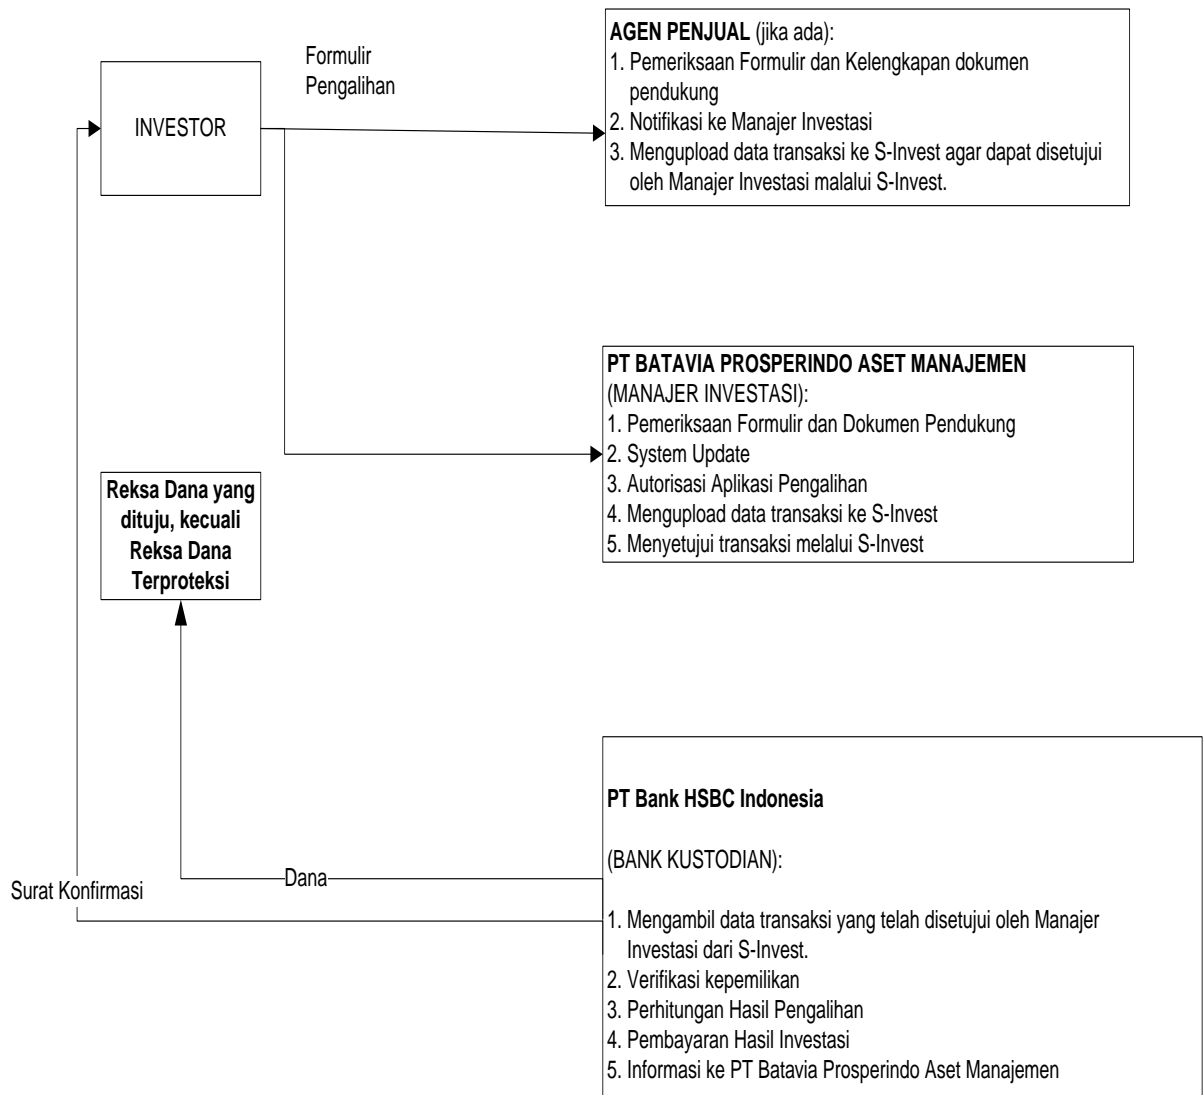 AGEN PENJUAL (jika ada):
1. Pemeriksaan Formulir dan Kelengkapan dokumen
pendukung
2. Notifikasi ke Manajer Investasi
3. Mengupload data transaksi ke S-Invest agar dapat disetujui
oleh Manajer Investasi malalui S-Invest.
Formulir
Pengalihan
INVESTOR
PT BATAVIA PROSPERINDO ASET MANAJEMEN
(MANAJER INVESTASI):
1. Pemeriksaan Formulir dan Dokumen Pendukung
2. System Update
3. Autorisasi Aplikasi Pengalihan
4. Mengupload data transaksi ke S-Invest
5. Menyetujui transaksi melalui S-Invest
Reksa Dana yang
dituju, kecuali
Reksa Dana
Terproteksi
PT Bank HSBC Indonesia
(BANK KUSTODIAN):
1. Mengambil data transaksi yang telah disetujui oleh Manajer
Investasi dari S-Invest.
2. Verifikasi kepemilikan
3. Perhitungan Hasil Pengalihan
4. Pembayaran Hasil Investasi
5. Informasi ke PT Batavia Prosperindo Aset Manajemen
Dana
Surat Konfirmasi